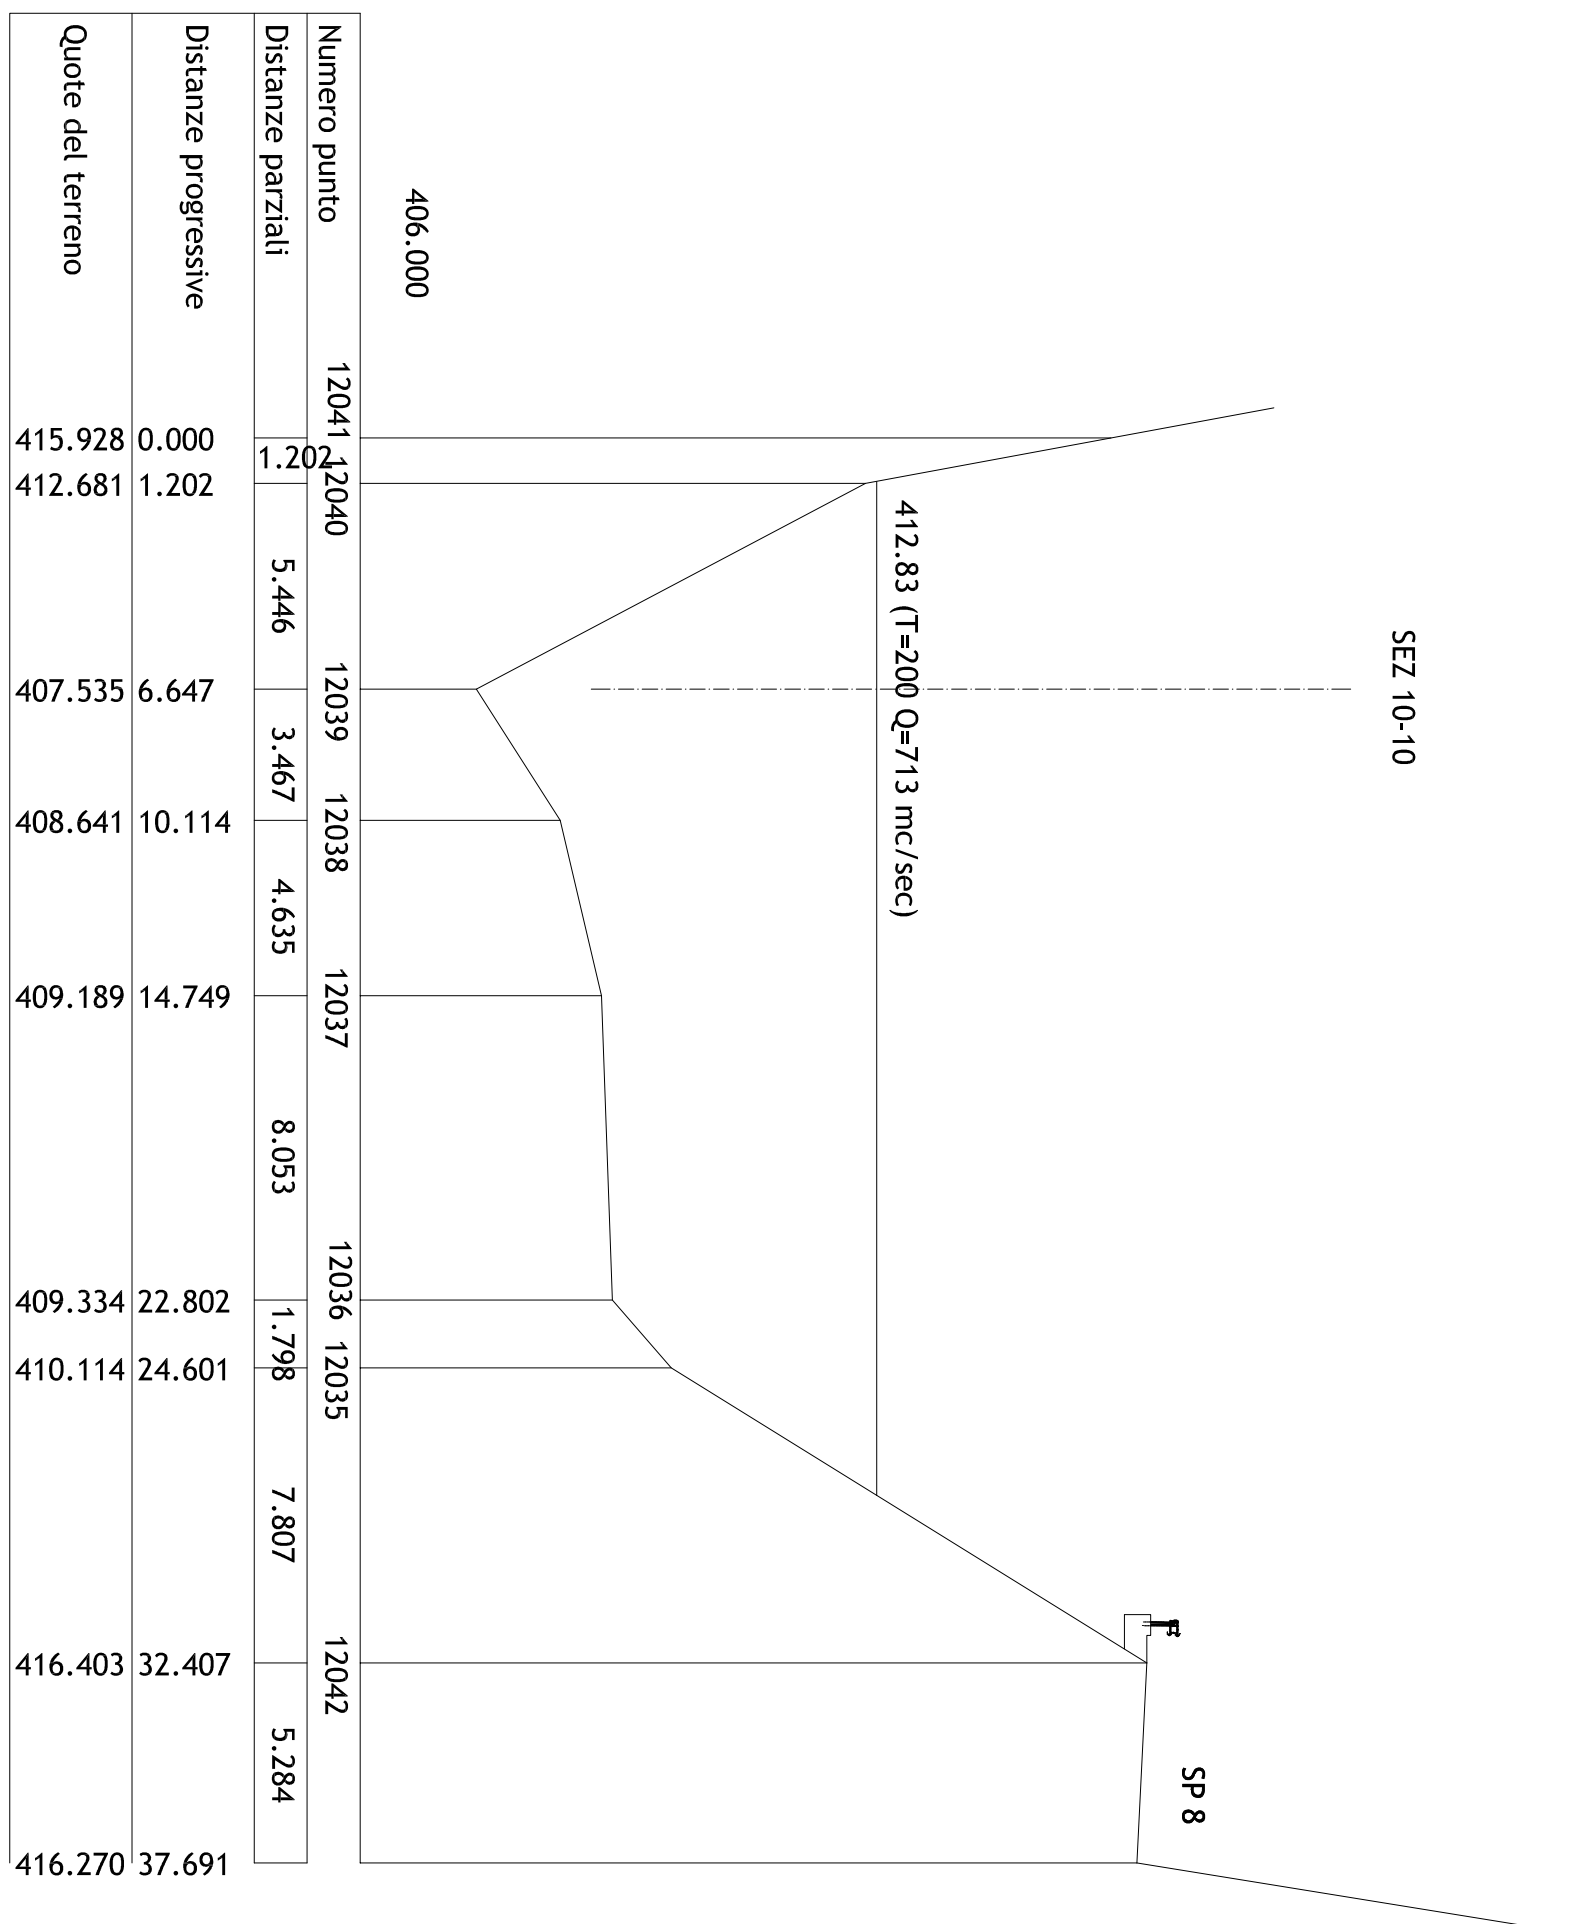 SEZ 10-10
SP 8
412.83 (T=200 Q=713 mc/sec)
406.000
Numero punto 12041 12040 12039 12038 12037 12036 12035 12042
Distanze parziali 1.202 5.446 3.467 4.635 8.053 1.798 7.807 5.284
Distanze progressive 0.000 1.202 6.647 10.114 14.749 22.802 24.601 32.407 37.691
Quote del terreno 415.928 412.681 407.535 408.641 409.189 409.334 410.114 416.403 416.270